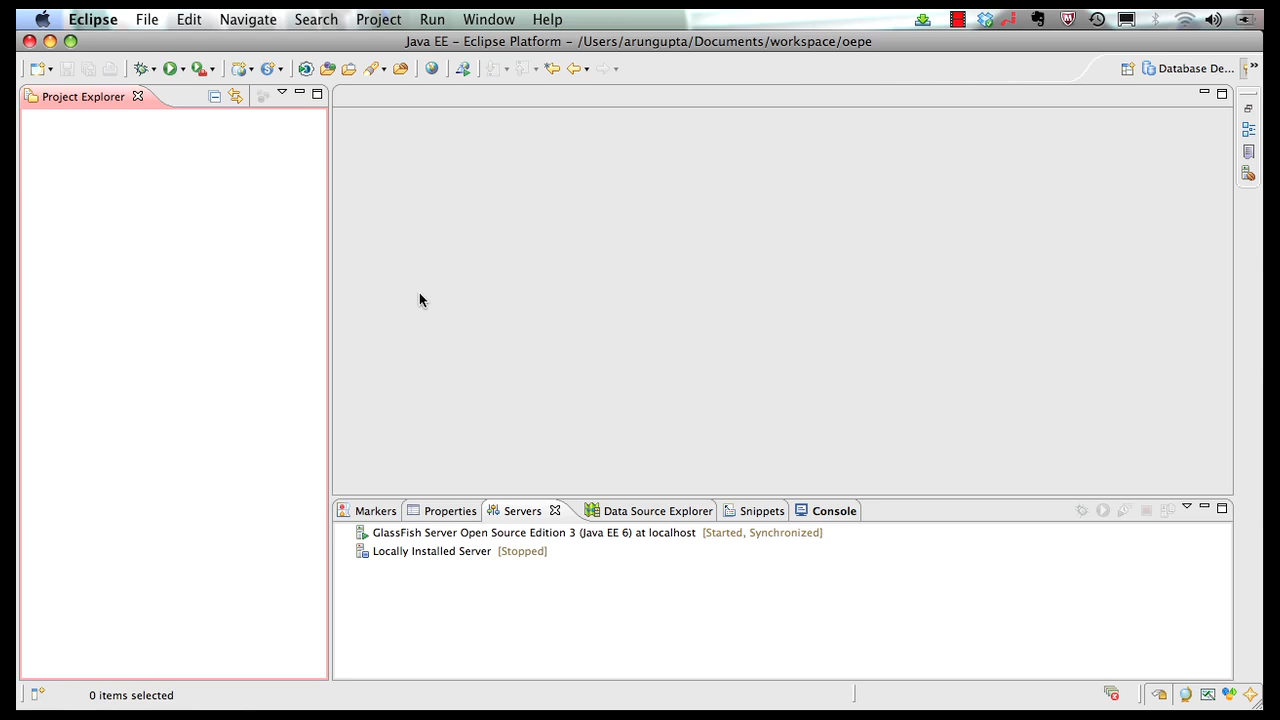 Eclipse File Edit Navigate Search Project Run Window Help
Java EE - Eclipse Platform - /Users/arungupta/Documents/workspace/oepe
Database De...
Project Explorer
Markers Properties Servers Data Source Explorer Snippets Console
GlassFish Server Open Source Edition 3 (Java EE 6) at localhost [Started, Synchronized]
Locally Installed Server [Stopped]
0 items selected